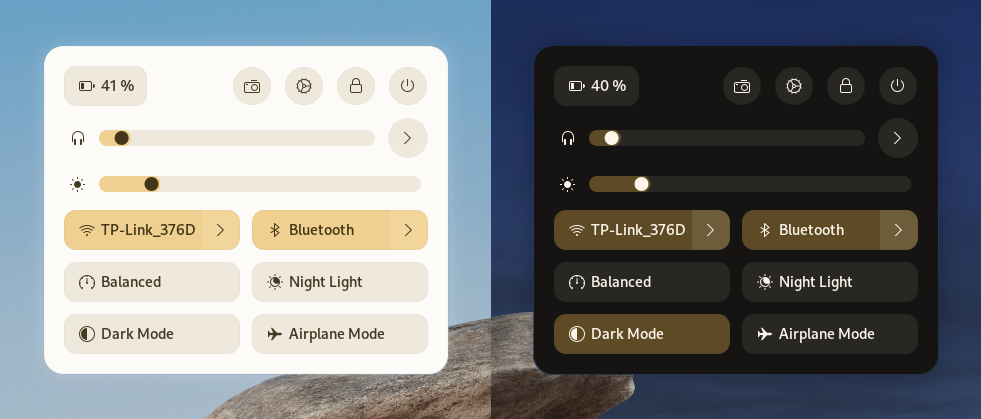 41 %
TP-Link_376D
Bluetooth
Balanced
Night Light
Dark Mode
Airplane Mode
40 %
TP-Link_376D
Bluetooth
Balanced
Night Light
Dark Mode
Airplane Mode